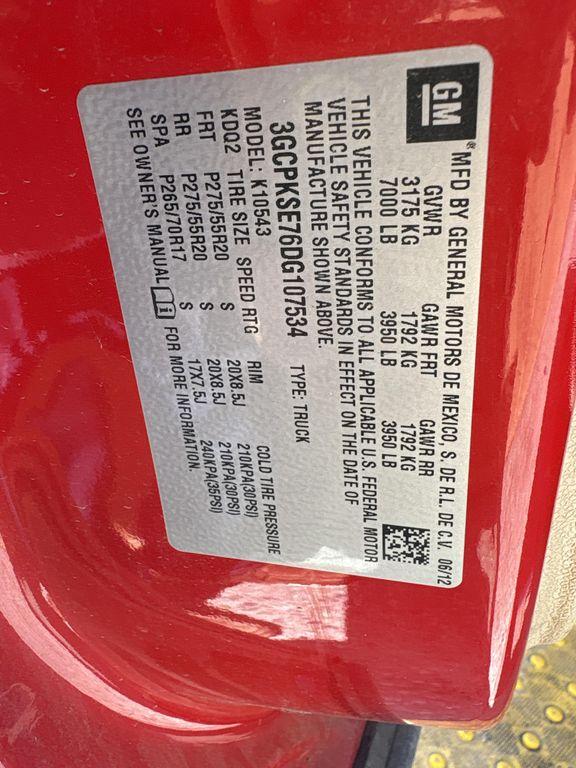 GM
MFD BY GENERAL MOTORS DE MEXICO, S. DE R.L. DE C.V. 06/12
GVWR GAWR FRT GAWR RR
3175 KG 1792 KG 1792 KG
7000 LB 3950 LB 3950 LB
THIS VEHICLE CONFORMS TO ALL APPLICABLE U.S. FEDERAL MOTOR
VEHICLE SAFETY STANDARDS IN EFFECT ON THE DATE OF
MANUFACTURE SHOWN ABOVE.
3GCPKSE76DG107534 TYPE: TRUCK
MODEL: K10543
KDQ2 TIRE SIZE SPEED RTG RIM COLD TIRE PRESSURE
FRT P275/55R20 S 20X8.5J 210KPA(30PSI)
RR P275/55R20 S 20X8.5J 210KPA(30PSI)
SPA P265/70R17 S 17X7.5J 240KPA(35PSI)
SEE OWNER'S MANUAL i FOR MORE INFORMATION.